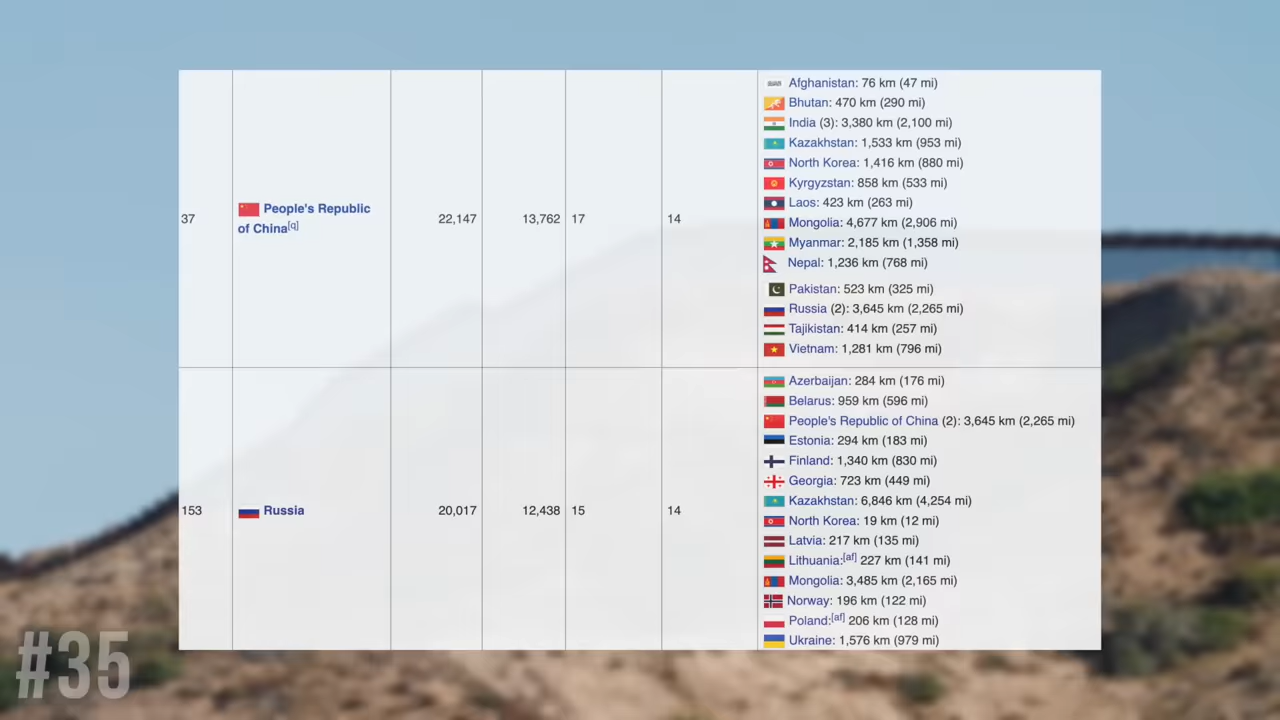 37
People's Republic
of China[q]
22,147
13,762
17
14
Afghanistan: 76 km (47 mi)
Bhutan: 470 km (290 mi)
India (3): 3,380 km (2,100 mi)
Kazakhstan: 1,533 km (953 mi)
North Korea: 1,416 km (880 mi)
Kyrgyzstan: 858 km (533 mi)
Laos: 423 km (263 mi)
Mongolia: 4,677 km (2,906 mi)
Myanmar: 2,185 km (1,358 mi)
Nepal: 1,236 km (768 mi)
Pakistan: 523 km (325 mi)
Russia (2): 3,645 km (2,265 mi)
Tajikistan: 414 km (257 mi)
Vietnam: 1,281 km (796 mi)
153
Russia
20,017
12,438
15
14
Azerbaijan: 284 km (176 mi)
Belarus: 959 km (596 mi)
People's Republic of China (2): 3,645 km (2,265 mi)
Estonia: 294 km (183 mi)
Finland: 1,340 km (830 mi)
Georgia: 723 km (449 mi)
Kazakhstan: 6,846 km (4,254 mi)
North Korea: 19 km (12 mi)
Latvia: 217 km (135 mi)
Lithuania:[af] 227 km (141 mi)
Mongolia: 3,485 km (2,165 mi)
Norway: 196 km (122 mi)
Poland:[af] 206 km (128 mi)
Ukraine: 1,576 km (979 mi)
#35